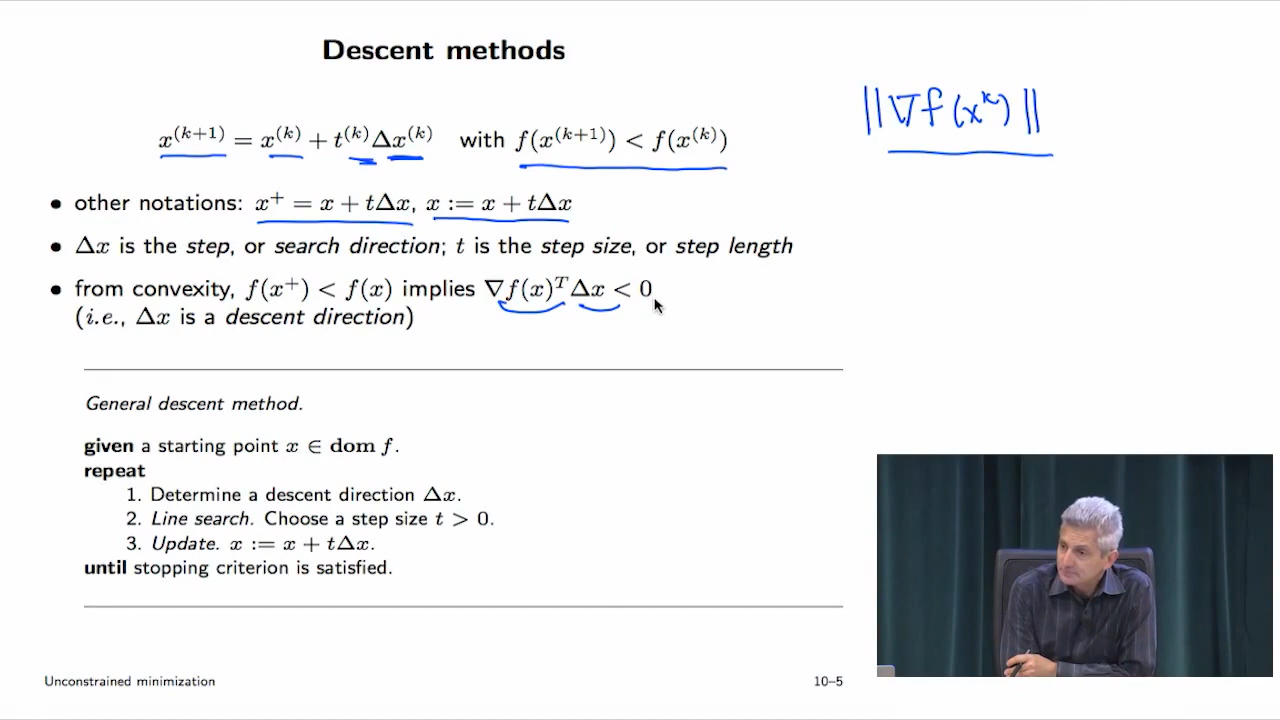 Descent methods
‖∇f(xᵏ)‖
x⁽ᵏ⁺¹⁾ = x⁽ᵏ⁾ + t⁽ᵏ⁾Δx⁽ᵏ⁾ with f(x⁽ᵏ⁺¹⁾) < f(x⁽ᵏ⁾)
• other notations: x⁺ = x + tΔx, x := x + tΔx
• Δx is the step, or search direction; t is the step size, or step length
• from convexity, f(x⁺) < f(x) implies ∇f(x)ᵀΔx < 0
(i.e., Δx is a descent direction)
General descent method.
given a starting point x ∈ dom f.
repeat
1. Determine a descent direction Δx.
2. Line search. Choose a step size t > 0.
3. Update. x := x + tΔx.
until stopping criterion is satisfied.
Unconstrained minimization 10–5